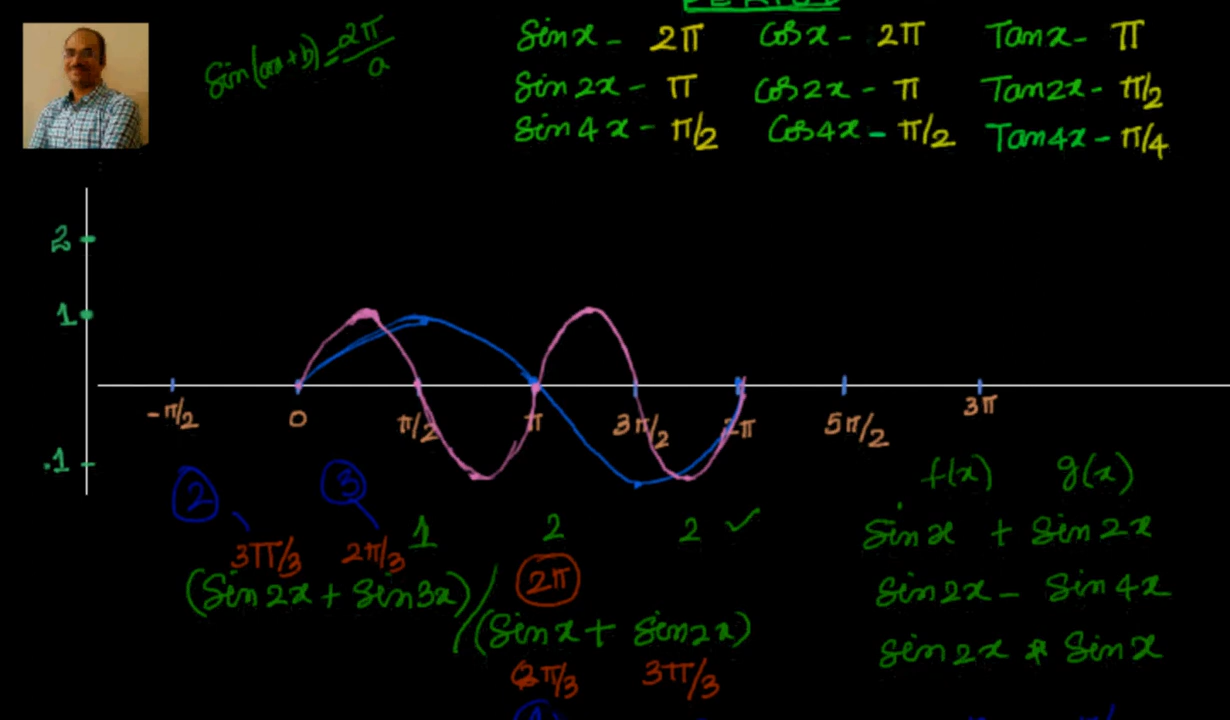 PERIOD
Sin(ax+b)=2π/a
Sinx - 2π Cosx - 2π Tanx - π
Sin2x - π Cos2x - π Tan2x - π/2
Sin4x - π/2 Cos4x - π/2 Tan4x - π/4
2
1
-π/2 0 π/2 π 3π/2 2π 5π/2 3π
-1
f(x) g(x)
2 3
1 2 2 ✓
Sinx + Sin2x
3π/3 2π/3 2π
(Sin2x + Sin3x)/
Sin2x - Sin4x
(Sinx + Sin2x)
Sin2x * Sinx
2π/3 3π/3